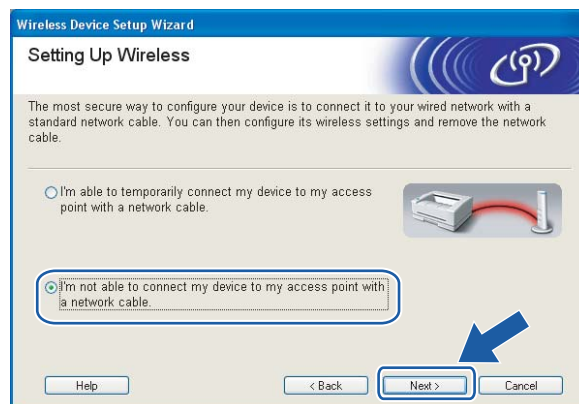 Wireless Device Setup Wizard
Setting Up Wireless
The most secure way to configure your device is to connect it to your wired network with a
standard network cable. You can then configure its wireless settings and remove the network
cable.
I'm able to temporarily connect my device to my access
point with a network cable.
I'm not able to connect my device to my access point with
a network cable.
Help
< Back
Next >
Cancel